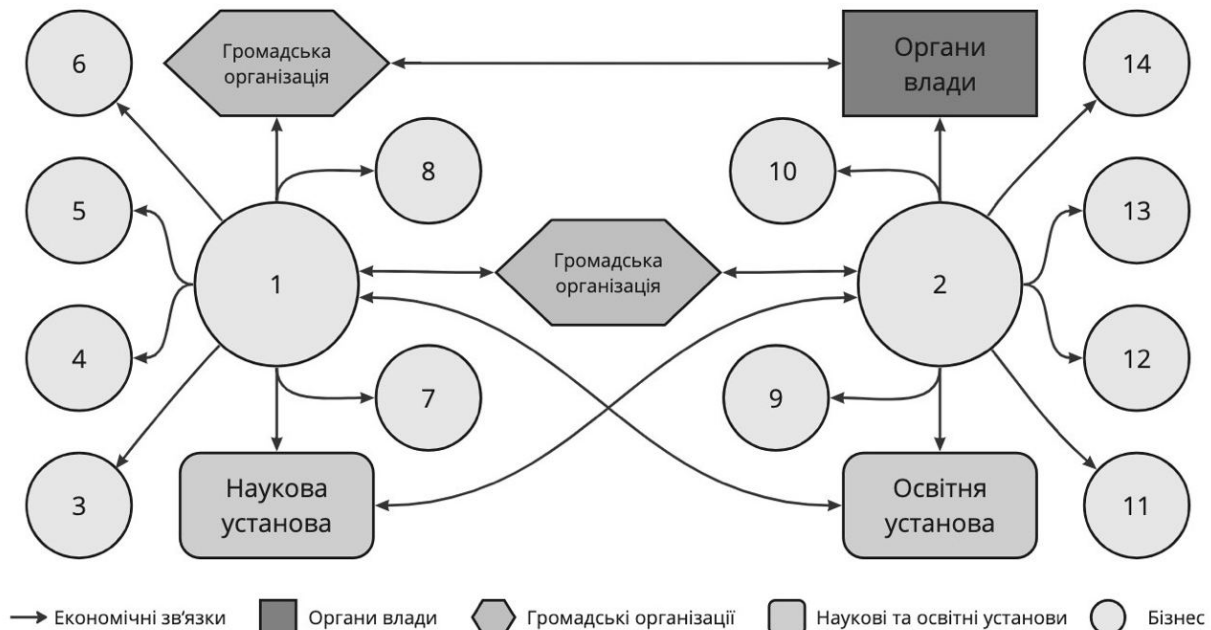 6
Громадська
організація
Органи
влади
14
5
8
10
13
1
Громадська
організація
2
4
7
9
12
3
Наукова
установа
Освітня
установа
11
Економічні зв’язки
Органи влади
Громадські організації
Наукові та освітні установи
Бізнес